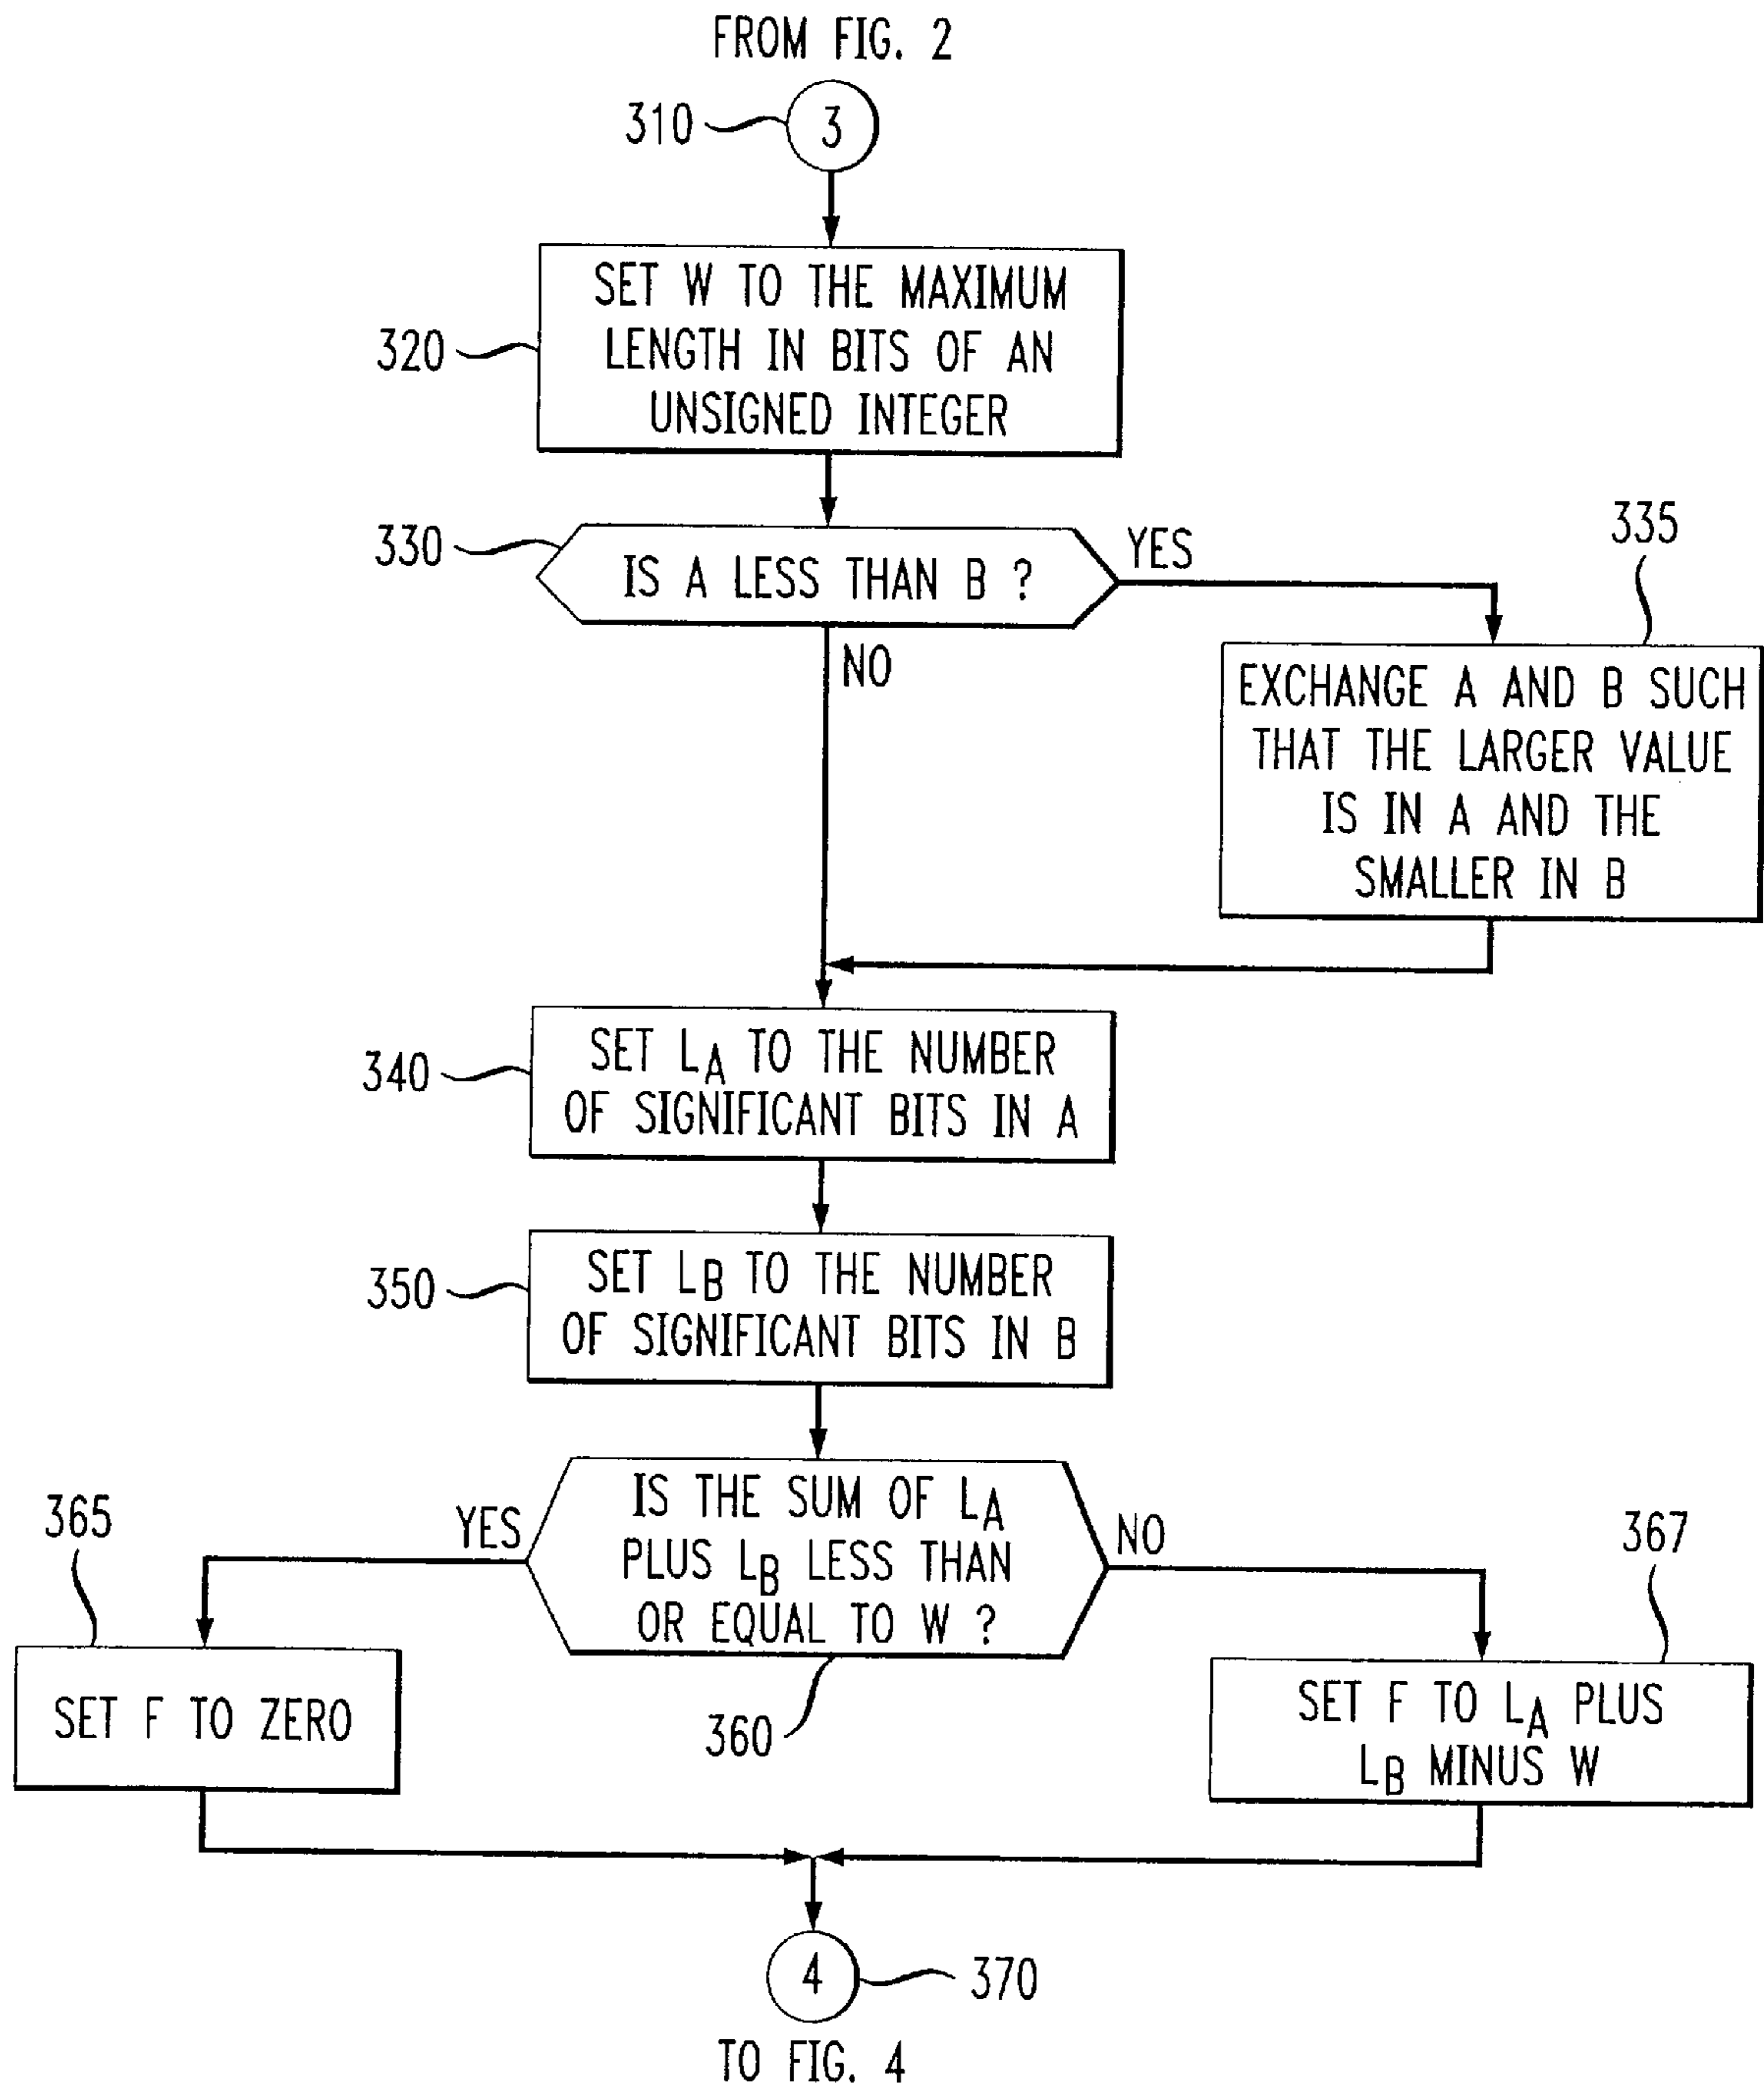 FROM FIG. 2
310
3
SET W TO THE MAXIMUM
LENGTH IN BITS OF AN
UNSIGNED INTEGER
320
330
IS A LESS THAN B ?
YES
NO
335
EXCHANGE A AND B SUCH
THAT THE LARGER VALUE
IS IN A AND THE
SMALLER IN B
340
SET LA TO THE NUMBER
OF SIGNIFICANT BITS IN A
350
SET LB TO THE NUMBER
OF SIGNIFICANT BITS IN B
IS THE SUM OF LA
PLUS LB LESS THAN
OR EQUAL TO W ?
360
YES
NO
365
SET F TO ZERO
367
SET F TO LA PLUS
LB MINUS W
4
370
TO FIG. 4